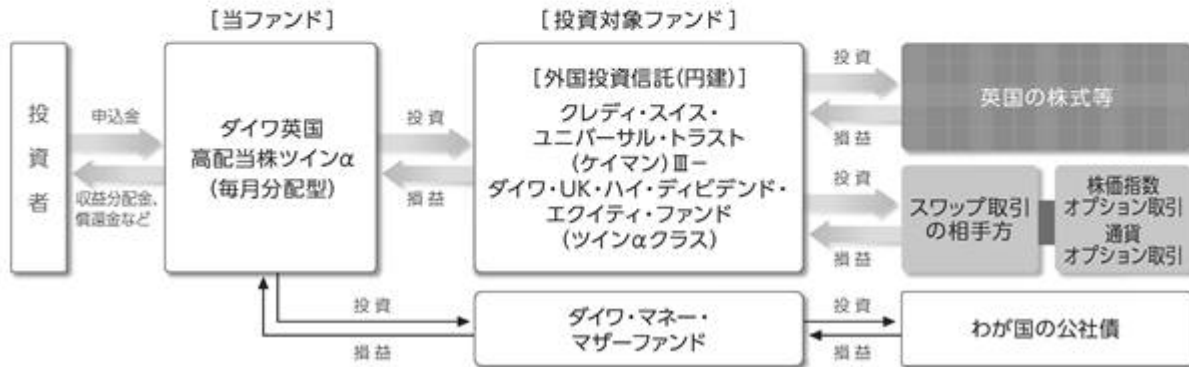 [当ファンド]
[投資対象ファンド]
投資者
申込金
収益分配金、
償還金など
ダイワ英国
高配当株ツインα
(毎月分配型)
投資
損益
[外国投資信託(円建)]
クレディ・スイス・
ユニバーサル・トラスト
(ケイマン)Ⅲ－
ダイワ・UK・ハイ・ディビデンド・
エクイティ・ファンド
(ツインαクラス)
投資
損益
英国の株式等
投資
損益
スワップ取引
の相手方
株価指数
オプション取引
通貨
オプション取引
投資
損益
ダイワ・マネー・
マザーファンド
投資
損益
わが国の公社債